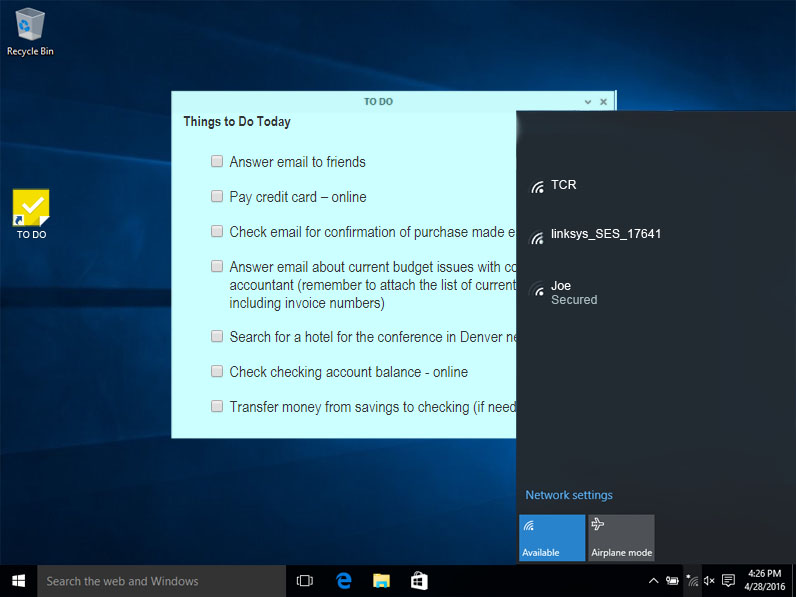 Recycle Bin
TO DO
TO DO
Things to Do Today
Answer email to friends
Pay credit card – online
Check email for confirmation of purchase made
Answer email about current budget issues with
accountant (remember to attach the list of current
including invoice numbers)
Search for a hotel for the conference in Denver
Check checking account balance - online
Transfer money from savings to checking (if need
TCR
linksys_SES_17641
Joe
Secured
Network settings
Available
Airplane mode
Search the web and Windows
4:26 PM
4/28/2016